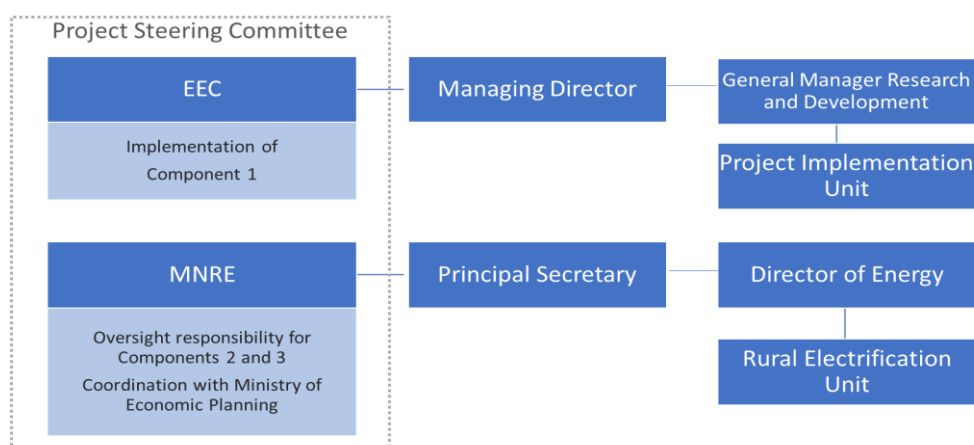 Project Steering Committee
EEC
Implementation of
Component 1
Managing Director
General Manager Research
and Development
Project Implementation
Unit
MNRE
Oversight responsibility for
Components 2 and 3
Coordination with Ministry of
Economic Planning
Principal Secretary
Director of Energy
Rural Electrification
Unit